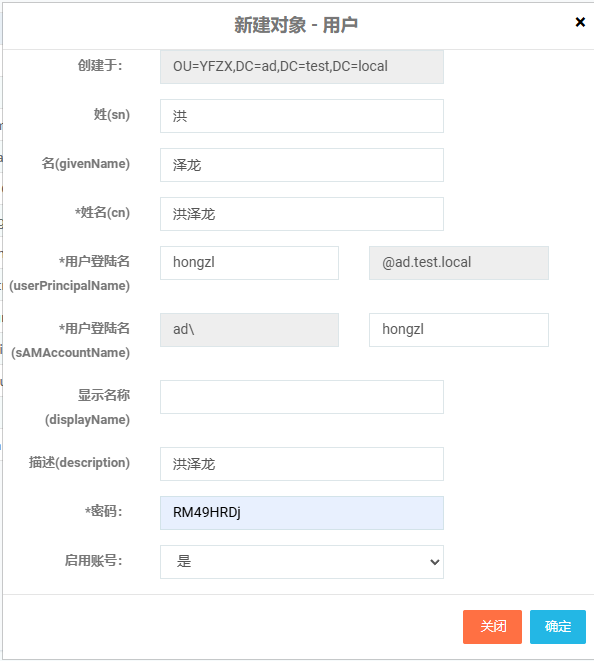 新建对象 - 用户
×
创建于：
OU=YFZX,DC=ad,DC=test,DC=local
姓(sn)
洪
名(givenName)
泽龙
*姓名(cn)
洪泽龙
*用户登陆名
(userPrincipalName)
hongzl
@ad.test.local
*用户登陆名
(sAMAccountName)
ad\
hongzl
显示名称
(displayName)
描述(description)
洪泽龙
*密码：
RM49HRDj
启用账号：
是
关闭
确定